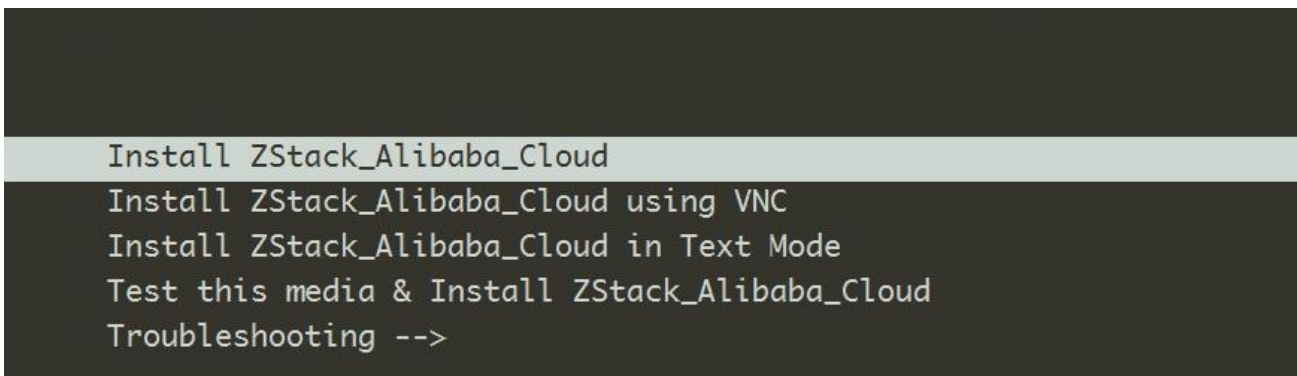 Install ZStack_Alibaba_Cloud
Install ZStack_Alibaba_Cloud using VNC
Install ZStack_Alibaba_Cloud in Text Mode
Test this media & Install ZStack_Alibaba_Cloud
Troubleshooting -->